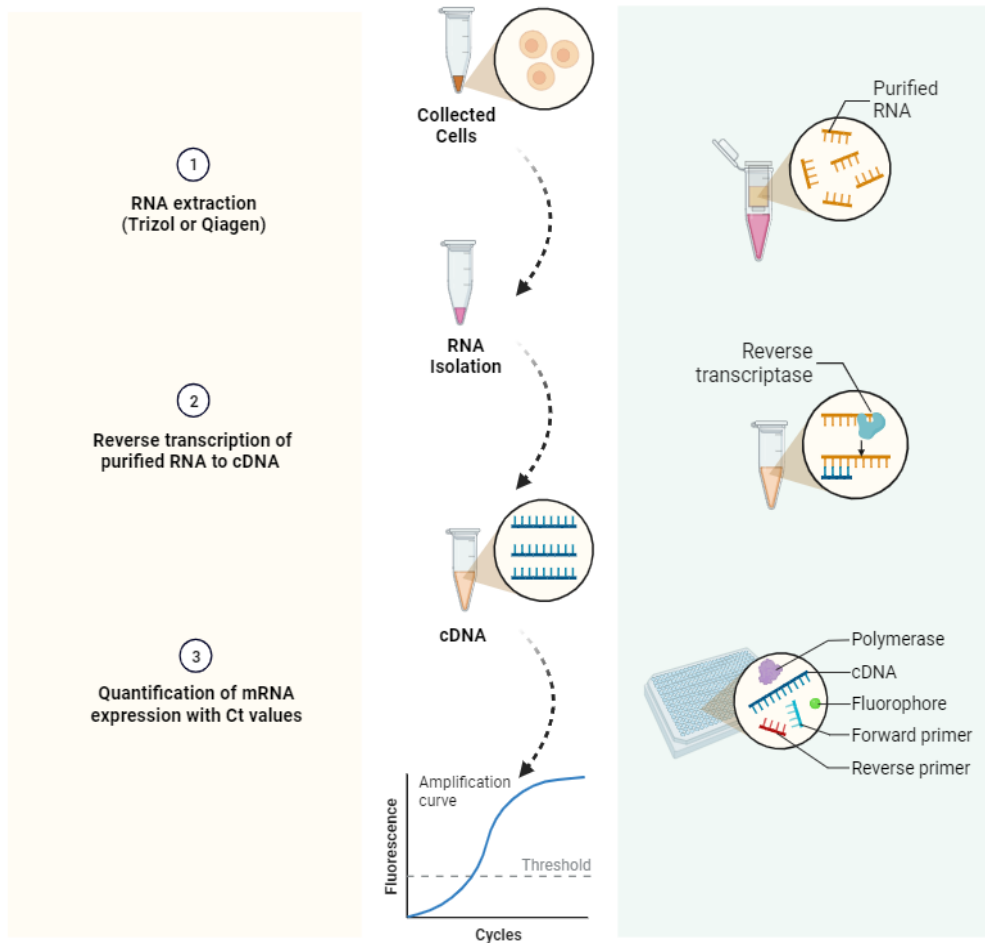 Collected
Cells
Purified
RNA
1
RNA extraction
(Trizol or Qiagen)
RNA
Isolation
Reverse
transcriptase
2
Reverse transcription of
purified RNA to cDNA
cDNA
3
Quantification of mRNA
expression with Ct values
Polymerase
cDNA
Fluorophore
Forward primer
Reverse primer
Amplification
curve
Threshold
Fluorescence
Cycles